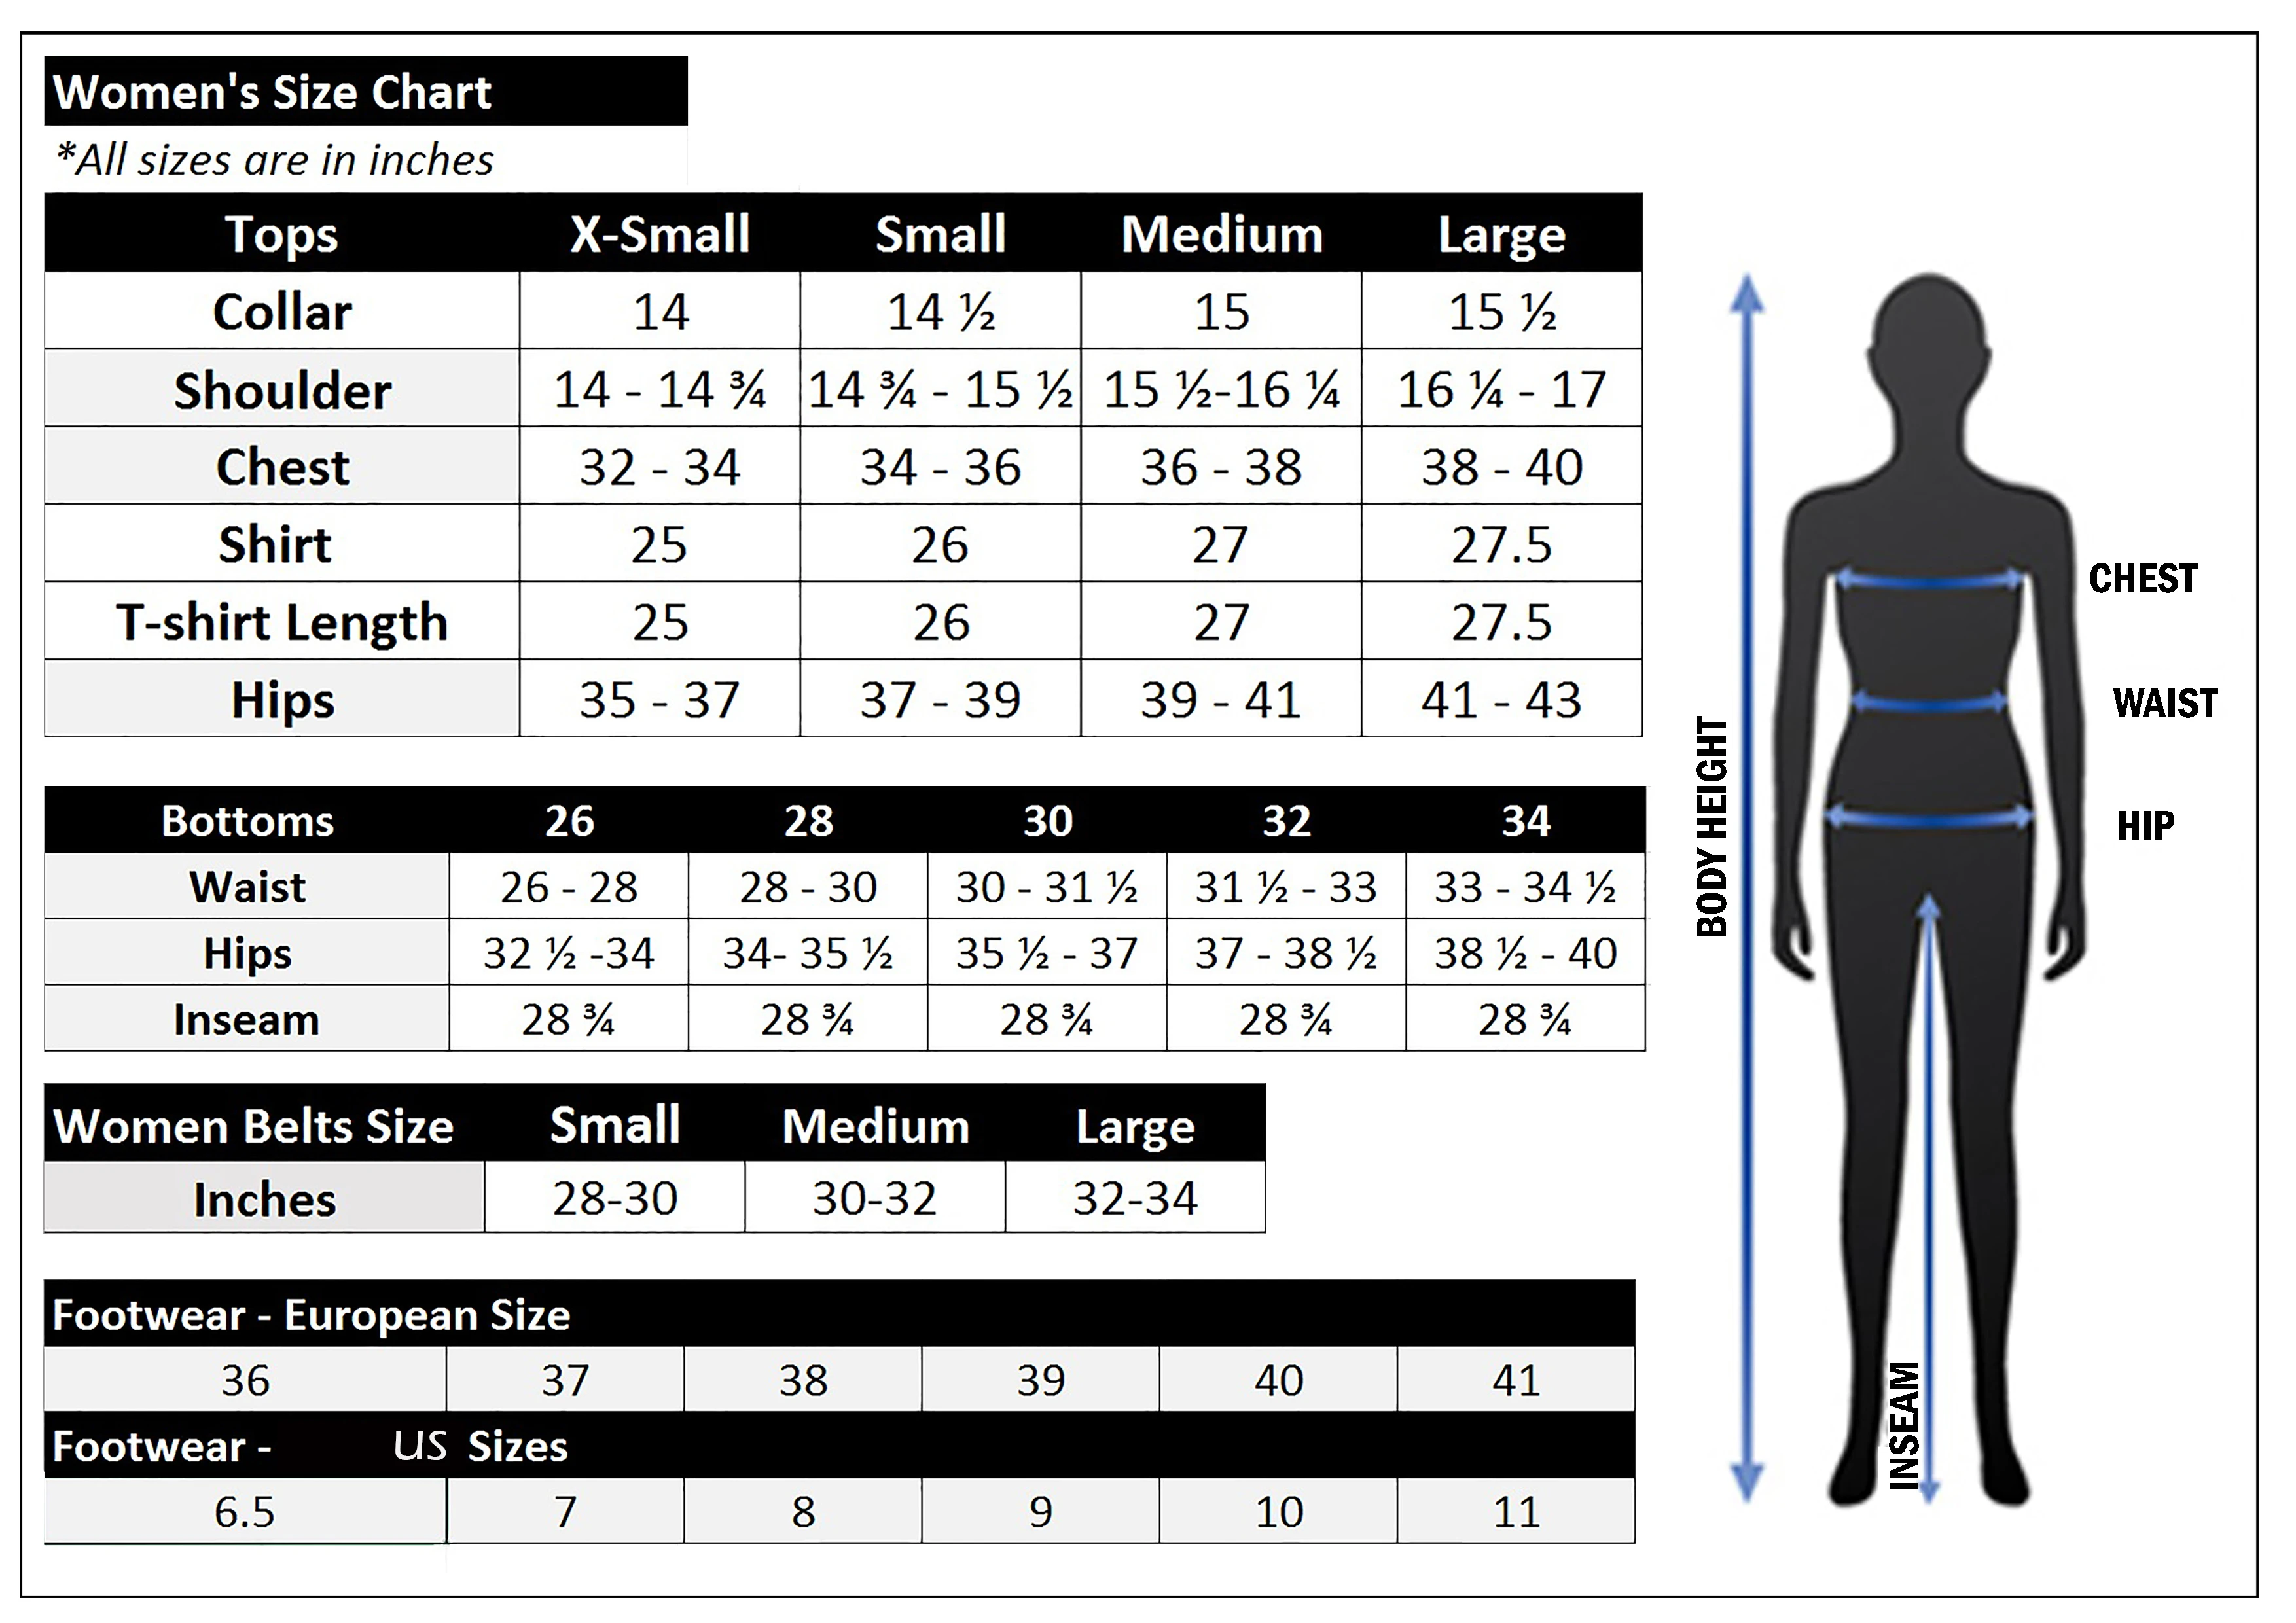 Women's Size Chart
*All sizes are in inches
Tops X-Small Small Medium Large
Collar 14 14 ½ 15 15 ½
Shoulder 14 - 14 ¾ 14 ¾ - 15 ½ 15 ½-16 ¼ 16 ¼ - 17
Chest 32 - 34 34 - 36 36 - 38 38 - 40
Shirt 25 26 27 27.5
T-shirt Length 25 26 27 27.5
Hips 35 - 37 37 - 39 39 - 41 41 - 43
Bottoms 26 28 30 32 34
Waist 26 - 28 28 - 30 30 - 31 ½ 31 ½ - 33 33 - 34 ½
Hips 32 ½ -34 34- 35 ½ 35 ½ - 37 37 - 38 ½ 38 ½ - 40
Inseam 28 ¾ 28 ¾ 28 ¾ 28 ¾ 28 ¾
Women Belts Size Small Medium Large
Inches 28-30 30-32 32-34
Footwear - European Size
36 37 38 39 40 41
Footwear - US Sizes
6.5 7 8 9 10 11
BODY HEIGHT
CHEST
WAIST
HIP
INSEAM